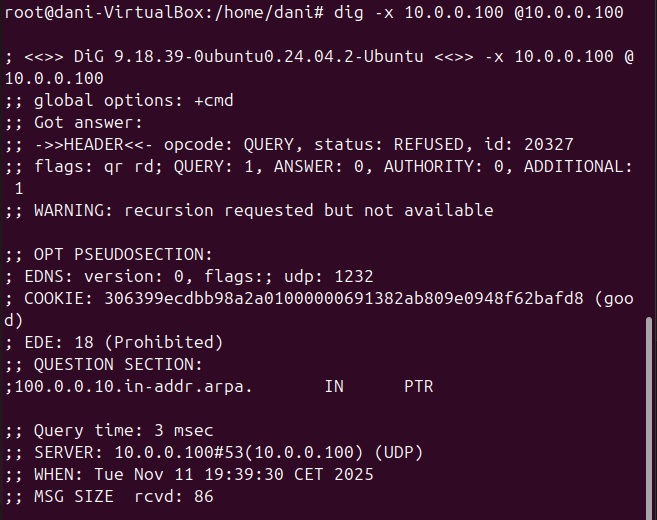 root@dani-VirtualBox:/home/dani# dig -x 10.0.0.100 @10.0.0.100

; <<>> DiG 9.18.39-0ubuntu0.24.04.2-Ubuntu <<>> -x 10.0.0.100 @
10.0.0.100
;; global options: +cmd
;; Got answer:
;; ->>HEADER<<- opcode: QUERY, status: REFUSED, id: 20327
;; flags: qr rd; QUERY: 1, ANSWER: 0, AUTHORITY: 0, ADDITIONAL:
 1
;; WARNING: recursion requested but not available

;; OPT PSEUDOSECTION:
; EDNS: version: 0, flags:; udp: 1232
; COOKIE: 306399ecdbb98a2a01000000691382ab809e0948f62bafd8 (goo
d)
; EDE: 18 (Prohibited)
;; QUESTION SECTION:
;100.0.0.10.in-addr.arpa.	IN	PTR

;; Query time: 3 msec
;; SERVER: 10.0.0.100#53(10.0.0.100) (UDP)
;; WHEN: Tue Nov 11 19:39:30 CET 2025
;; MSG SIZE  rcvd: 86